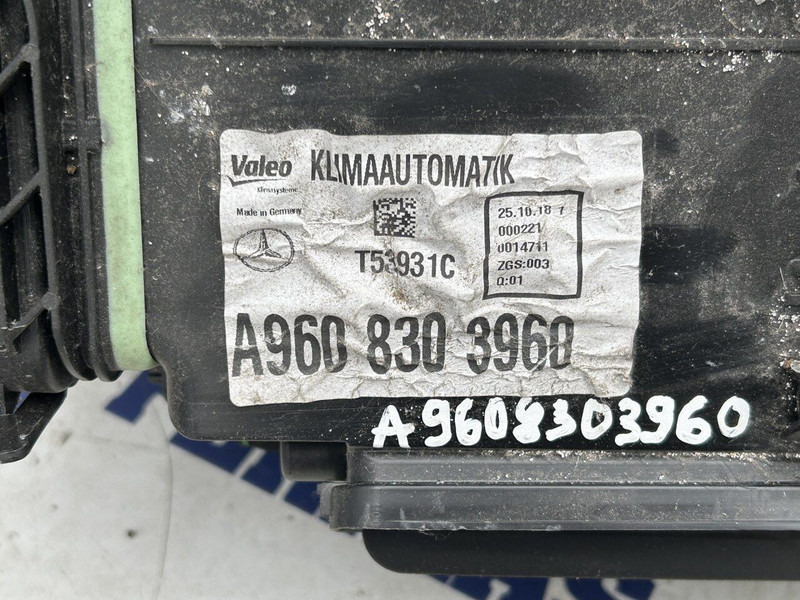 Valeo KLIMAAUTOMATIK
Klimasysteme
Made in Germany
25.10.18 1
000221
0014711
ZGS:003
Q:01
T53931C
A960 830 3960
A9608303960